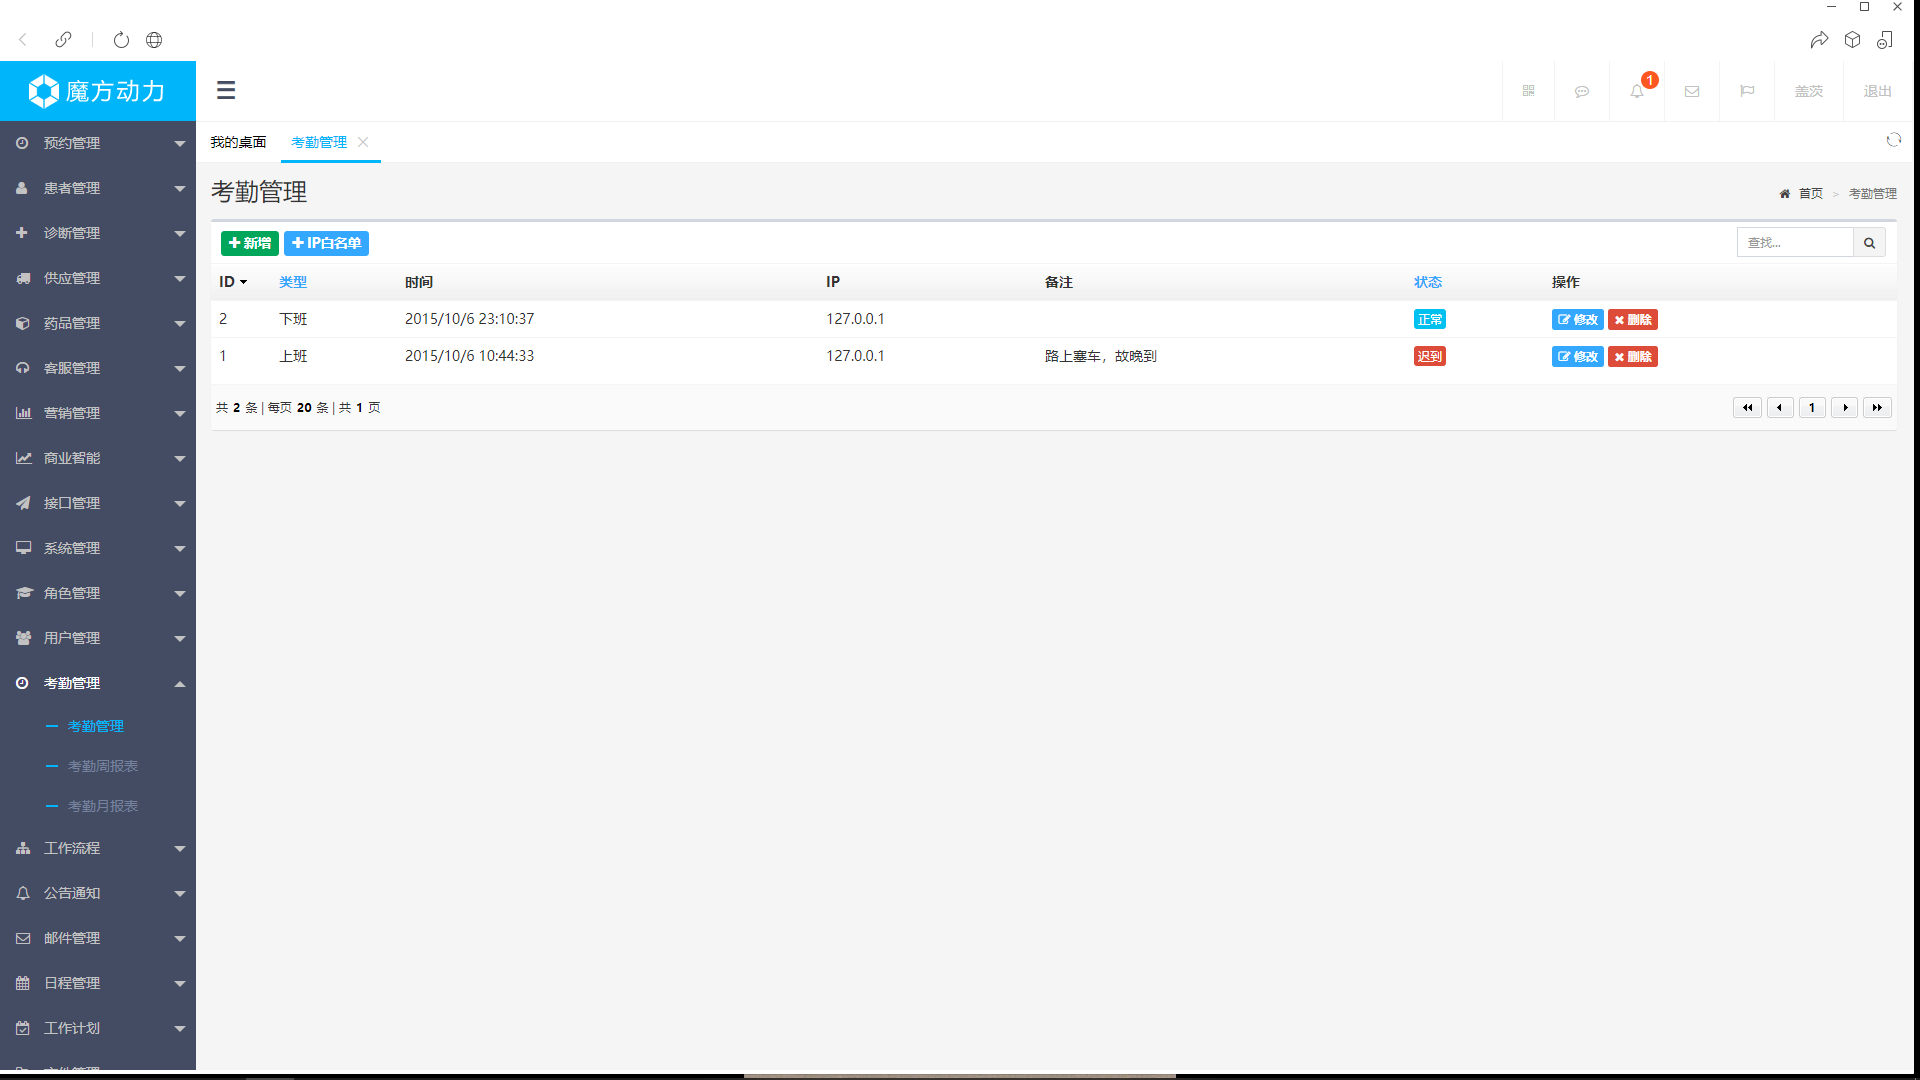 魔方动力
1
盖茨
退出
预约管理
患者管理
诊断管理
供应管理
药品管理
客服管理
营销管理
商业智能
接口管理
系统管理
角色管理
用户管理
考勤管理
考勤管理
考勤周报表
考勤月报表
工作流程
公告通知
邮件管理
日程管理
工作计划
我的桌面 考勤管理
考勤管理
首页 > 考勤管理
新增 IP白名单
查找...
ID 类型 时间 IP 备注 状态 操作
2 下班 2015/10/6 23:10:37 127.0.0.1 正常 修改 删除
1 上班 2015/10/6 10:44:33 127.0.0.1 路上塞车，故晚到 迟到 修改 删除
共 2 条 | 每页 20 条 | 共 1 页
1